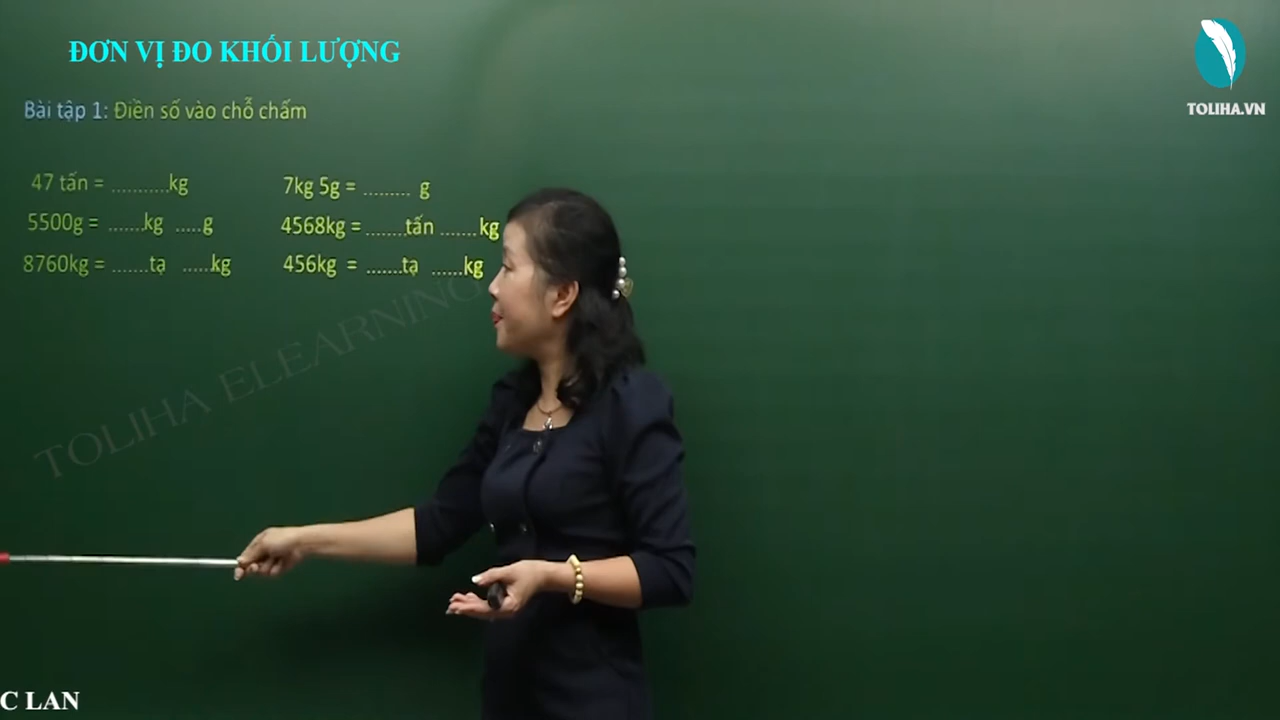 ĐƠN VỊ ĐO KHỐI LƯỢNG
TOLIHA.VN
Bài tập 1: Điền số vào chỗ chấm
47 tấn = ...........kg
7kg 5g = ......... g
5500g = .......kg .....g
4568kg = ........tấn .......kg
8760kg = .......tạ ......kg
456kg = .......tạ ......kg
TOLIHA ELEARNING
C LAN